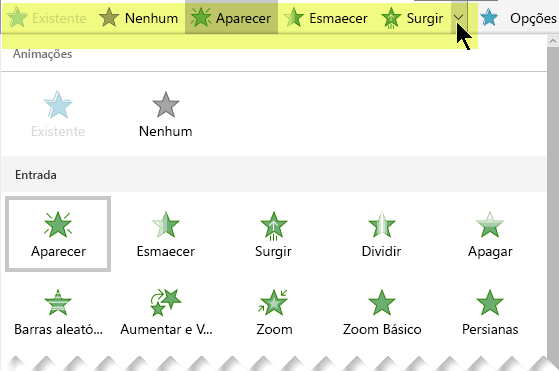 Existente Nenhum Aparecer Esmaecer Surgir Opções
Animações
Existente Nenhum
Entrada
Aparecer Esmaecer Surgir Dividir Apagar
Barras aleató... Aumentar e V... Zoom Zoom Básico Persianas